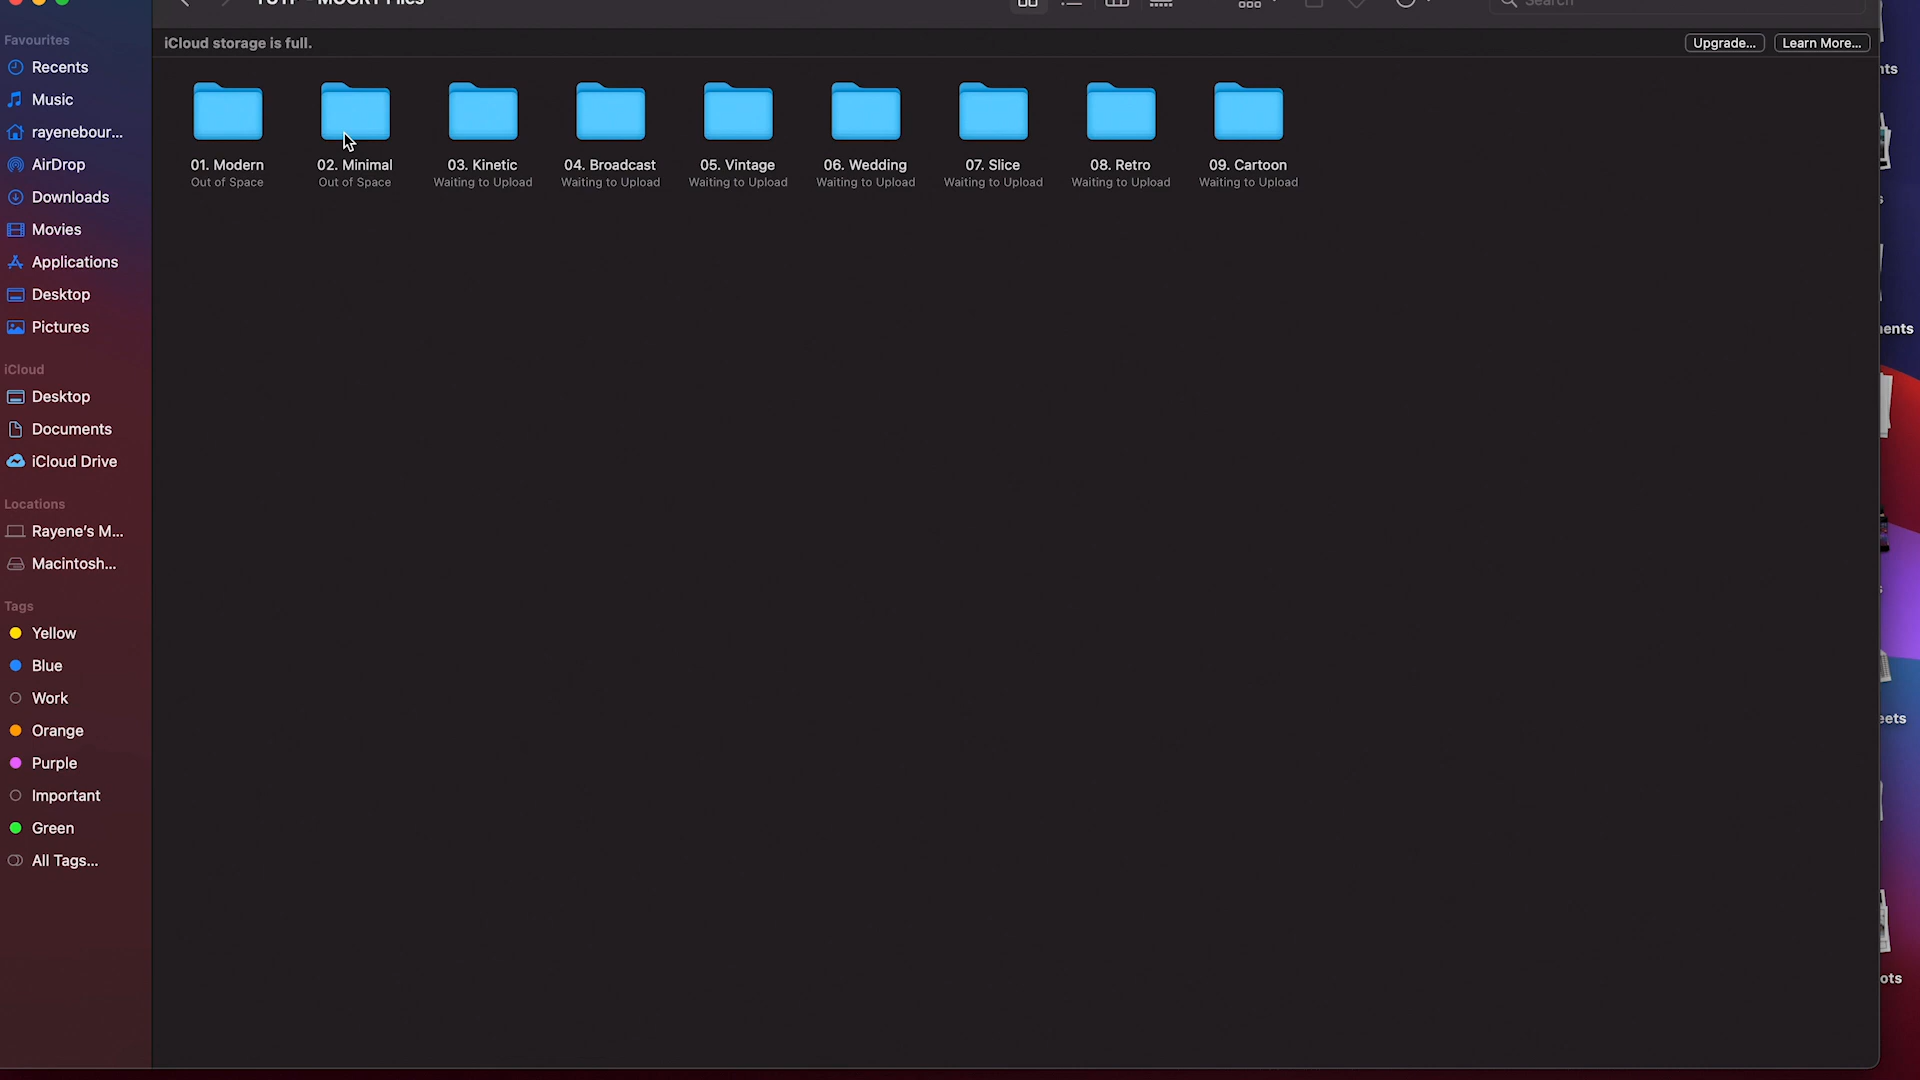 Search
Favourites
Recents
Music
rayenebour...
AirDrop
Downloads
Movies
Applications
Desktop
Pictures
iCloud
Desktop
Documents
iCloud Drive
Locations
Rayene's M...
Macintosh...
Tags
Yellow
Blue
Work
Orange
Purple
Important
Green
All Tags...
iCloud storage is full.
Upgrade...
Learn More...
01. Modern
Out of Space
02. Minimal
Out of Space
03. Kinetic
Waiting to Upload
04. Broadcast
Waiting to Upload
05. Vintage
Waiting to Upload
06. Wedding
Waiting to Upload
07. Slice
Waiting to Upload
08. Retro
Waiting to Upload
09. Cartoon
Waiting to Upload
nts
ents
eets
ots